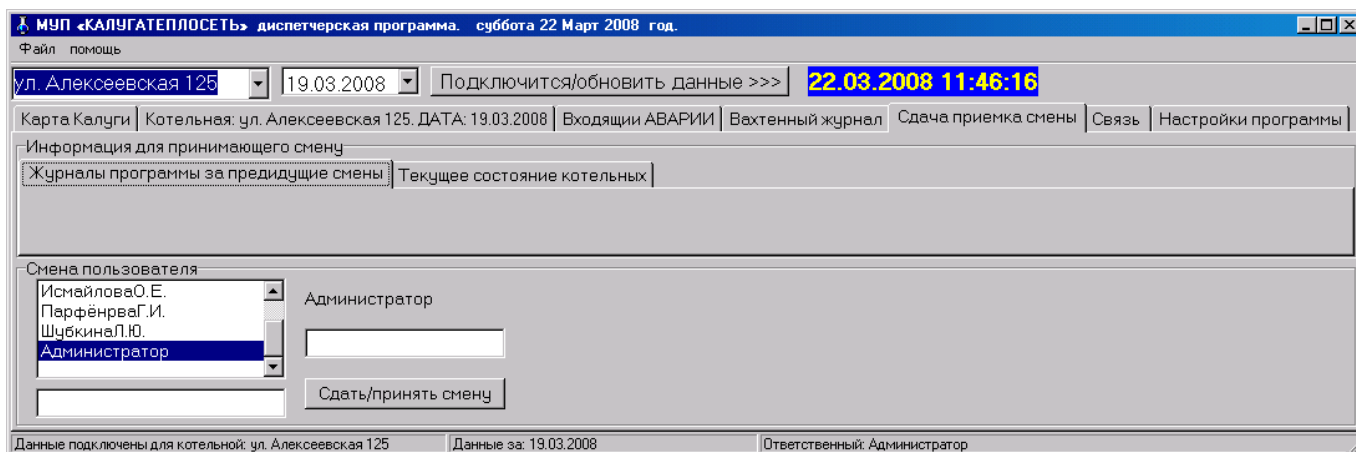 МУП «КАЛУГАТЕПЛОСЕТЬ» диспетчерская программа. суббота 22 Март 2008 год.
Файл помощь
ул. Алексеевская 125 19.03.2008 Подключится/обновить данные >>> 22.03.2008 11:46:16
Карта Калуги Котельная: ул. Алексеевская 125. ДАТА: 19.03.2008 Входящии АВАРИИ Вахтенный журнал Сдача приемка смены Связь Настройки программы
Информация для принимающего смену
Журналы программы за предидущие смены Текущее состояние котельных
Смена пользователя
ИсмайловаО.Е.
ПарфёнрваГ.И.
ШубкинаЛ.Ю.
Администратор
Администратор
Сдать/принять смену
Данные подключены для котельной: ул. Алексеевская 125 Данные за: 19.03.2008 Ответственный: Администратор